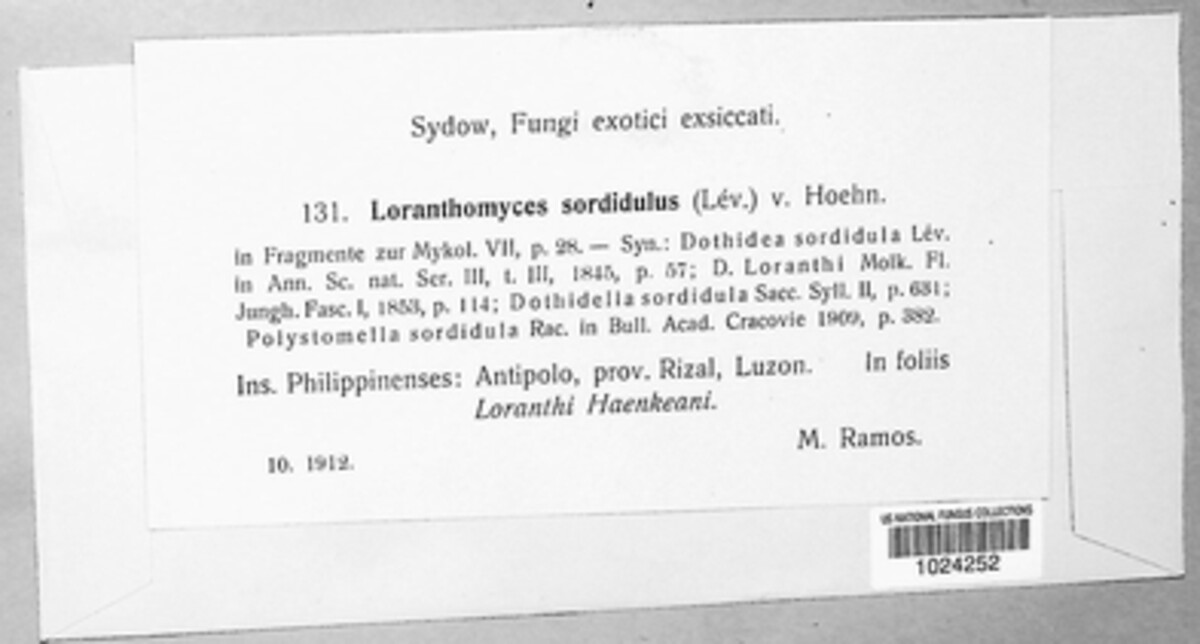 Sydow, Fungi exotici exsiccati.
131. Loranthomyces sordidulus (Lév.) v. Hoehn.
in Fragmente zur Mykol. VII, p. 28. — Syn.: Dothidea sordidula Lév.
in Ann. Sc. nat. Ser. III, t. III, 1845, p. 57; D. Loranthi Molk. Fl.
Jungh. Fasc. I, 1853, p. 114; Dothidella sordidula Sacc. Syll. II, p. 631;
Polystomella sordidula Rac. in Bull. Acad. Cracovie 1909, p. 382.
Ins. Philippinenses: Antipolo, prov. Rizal, Luzon. In foliis
Loranthi Haenkeani.
M. Ramos.
10. 1912.
US NATIONAL FUNGUS COLLECTIONS
1024252